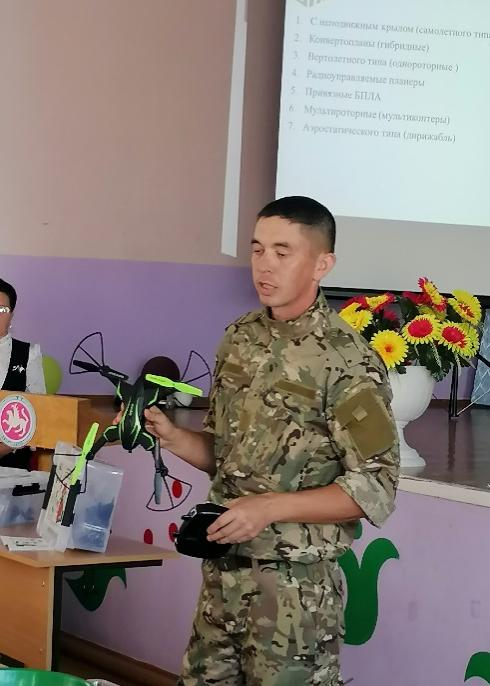 1. С неподвижным крылом (самолетного типа
2. Конвертопланы (гибридные)
3. Вертолетного типа (однороторные )
4. Радиоуправляемые планеры
5. Привязные БПЛА
6. Мультироторные (мультикоптеры)
7. Аэростатического типа (дирижабль)